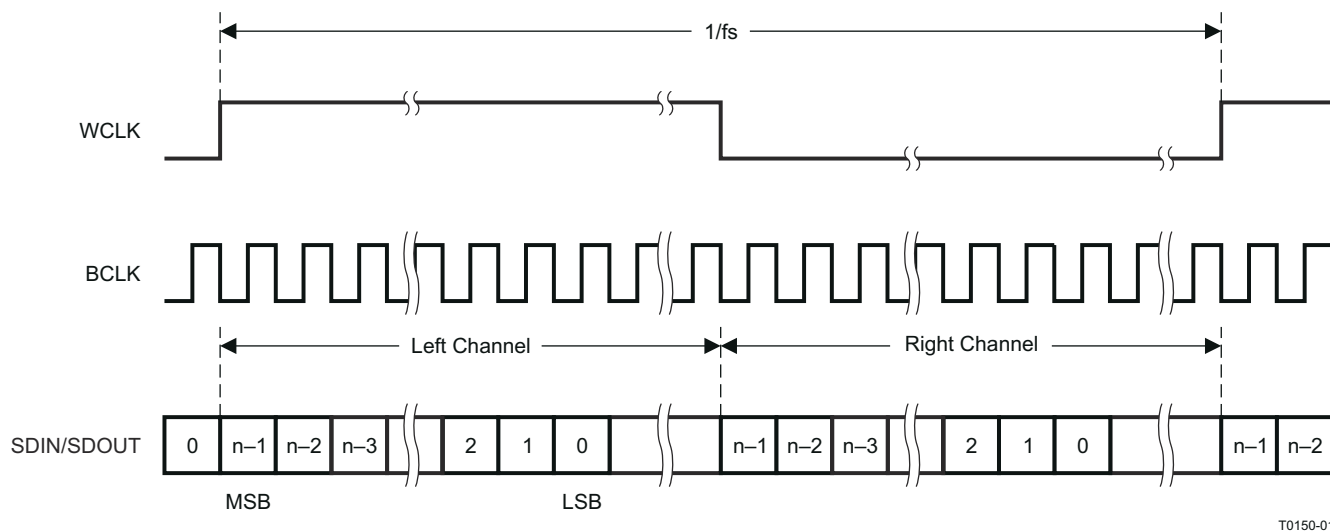 1/fs
WCLK
BCLK
Left Channel
Right Channel
SDIN/SDOUT 0 n–1 n–2 n–3 2 1 0 n–1 n–2 n–3 2 1 0 n–1 n–2
MSB LSB
T0150-01